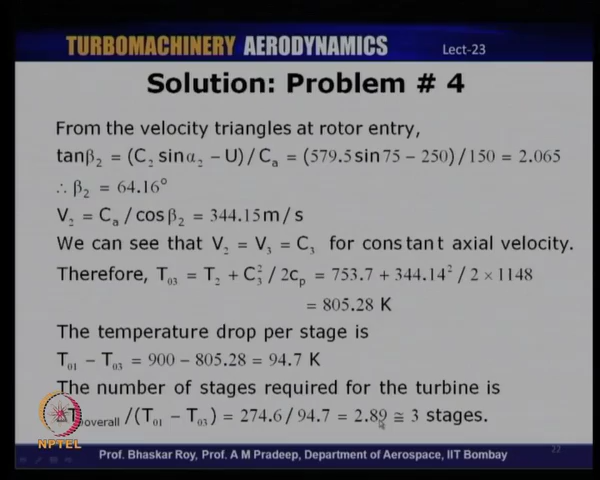 TURBOMACHINERY AERODYNAMICS Lect-23
Solution: Problem # 4
From the velocity triangles at rotor entry,
tanβ₂ = (C₂ sinα₂ − U)/Cₐ = (579.5sin75 − 250)/150 = 2.065
∴ β₂ = 64.16°
V₂ = Cₐ / cosβ₂ = 344.15m/s
We can see that V₂ = V₃ = C₃ for constant axial velocity.
Therefore, T₀₃ = T₂ + C₃²/2cₚ = 753.7 + 344.14²/2×1148
= 805.28 K
The temperature drop per stage is
T₀₁ − T₀₃ = 900 − 805.28 = 94.7 K
The number of stages required for the turbine is
T₀overall/(T₀₁ − T₀₃) = 274.6/94.7 = 2.89 ≅ 3 stages.
NPTEL
Prof. Bhaskar Roy, Prof. A M Pradeep, Department of Aerospace, IIT Bombay
22